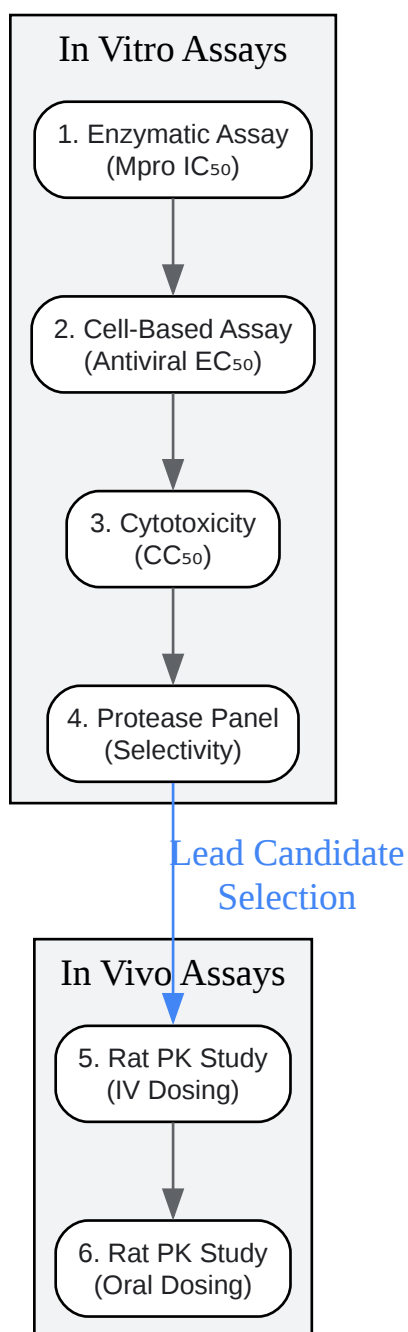 In Vitro Assays
1. Enzymatic Assay
(Mpro IC₅₀)
2. Cell-Based Assay
(Antiviral EC₅₀)
3. Cytotoxicity
(CC₅₀)
4. Protease Panel
(Selectivity)
Lead Candidate
Selection
In Vivo Assays
5. Rat PK Study
(IV Dosing)
6. Rat PK Study
(Oral Dosing)